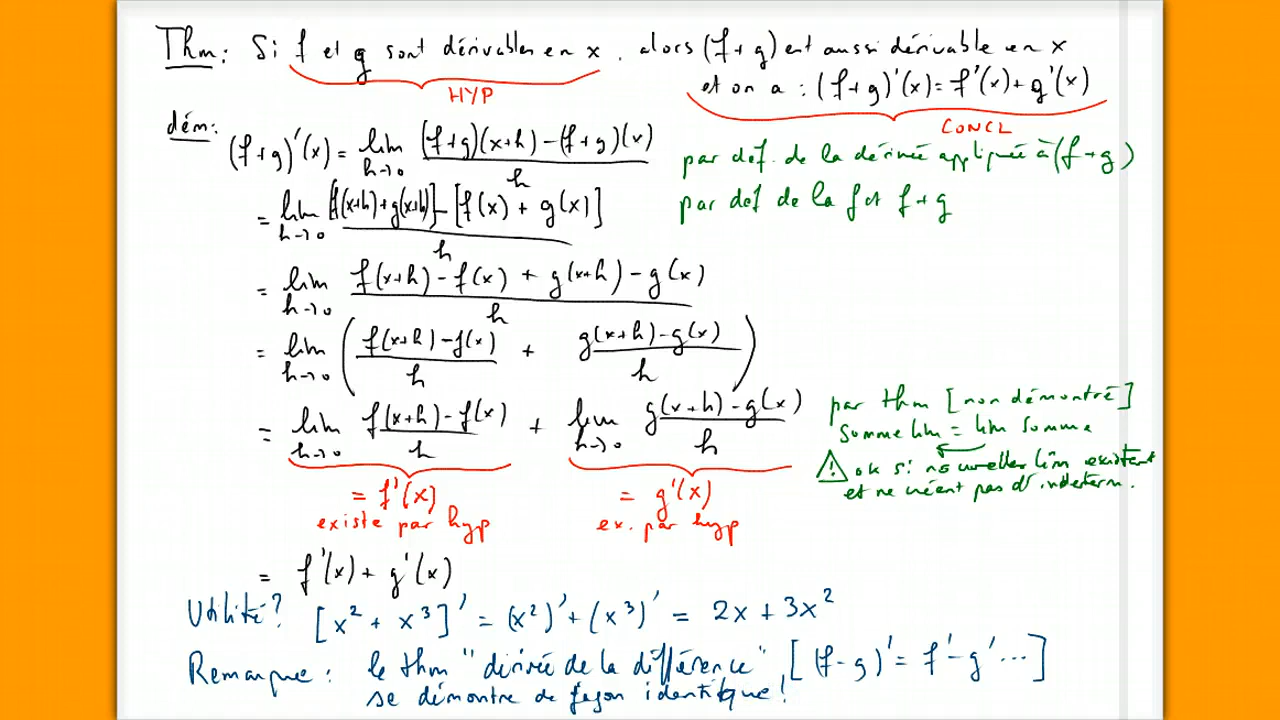 Thm: Si f et g sont dérivables en x, alors (f+g) est aussi dérivable en x
et on a : (f+g)'(x) = f'(x) + g'(x)
HYP
CONCL
dém:
(f+g)'(x) = lim h→0 ((f+g)(x+h) - (f+g)(x)) / h par def. de la dérivée appliquée à (f+g)
= lim h→0 ([f(x+h) + g(x+h)] - [f(x) + g(x)]) / h par def de la f et f+g
= lim h→0 (f(x+h) - f(x) + g(x+h) - g(x)) / h
= lim h→0 ( (f(x+h) - f(x)) / h + (g(x+h) - g(x)) / h )
= lim h→0 (f(x+h) - f(x)) / h + lim h→0 (g(x+h) - g(x)) / h
par thm [non démontré]
somme lim = lim somme
⚠ ok si nouvelles lim existent
et ne créent pas d'indeterm.
= f'(x) = g'(x)
existe par hyp ex. par hyp
= f'(x) + g'(x)
Utilité? [x² + x³]' = (x²)' + (x³)' = 2x + 3x²
Remarque : le thm "dérivée de la différence" [(f-g)' = f' - g' ...]
se démontre de façon identique!